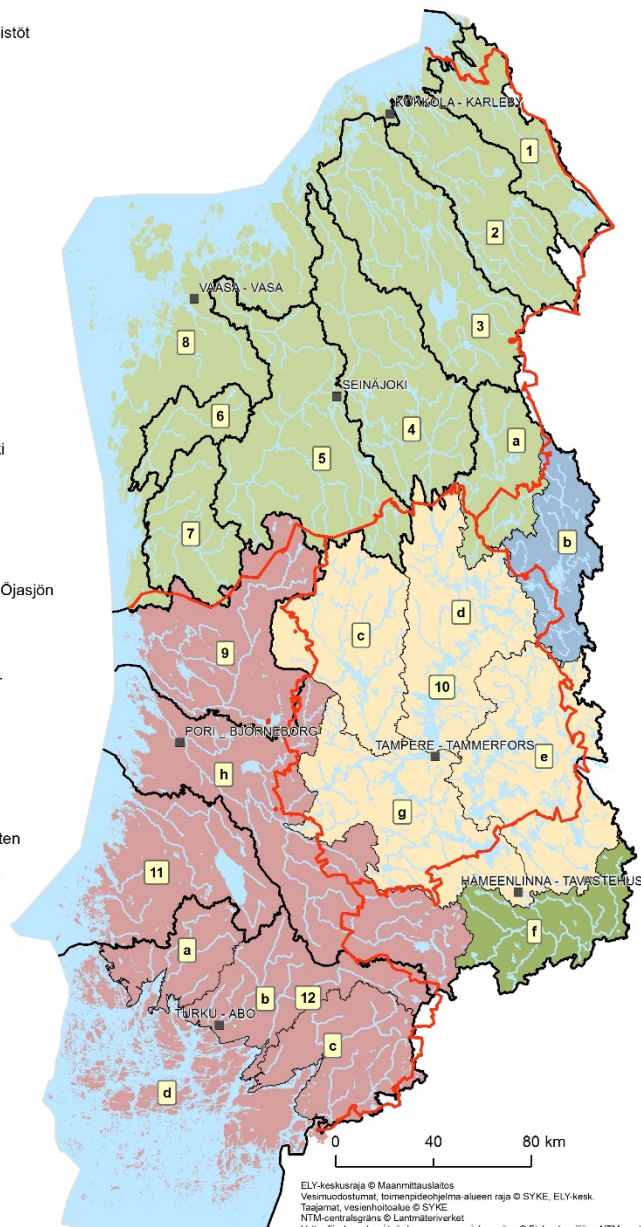 istöt
KOKKOLA - KARLEBY
1
2
VAASA - VASA
3
8
SEINÄJOKI
6
4
a
ki
5
7
b
Öjasjön
c
d
9
10
PORI BJÖRNEBORG
TAMPERE - TAMMERFORS
e
h
g
ten
11
HÄMEENLINNA - TAVASTEHUS
f
a
b
12
TURKU - ÅBO
c
d
0 40 80 km
ELY-keskusraja © Maanmittauslaitos
Vesimuodostumat, toimenpideohjelma-alueen raja © SYKE, ELY-kesk.
Taajamat, vesienhoitoalue © SYKE
NTM-centralsgräns © Lantmäteriverket